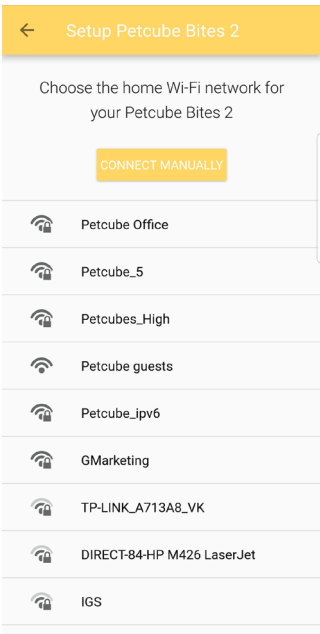 Setup Petcube Bites 2
Choose the home Wi-Fi network for
your Petcube Bites 2
CONNECT MANUALLY
Petcube Office
Petcube_5
Petcubes_High
Petcube guests
Petcube_ipv6
GMarketing
TP-LINK_A713A8_VK
DIRECT-84-HP M426 LaserJet
IGS